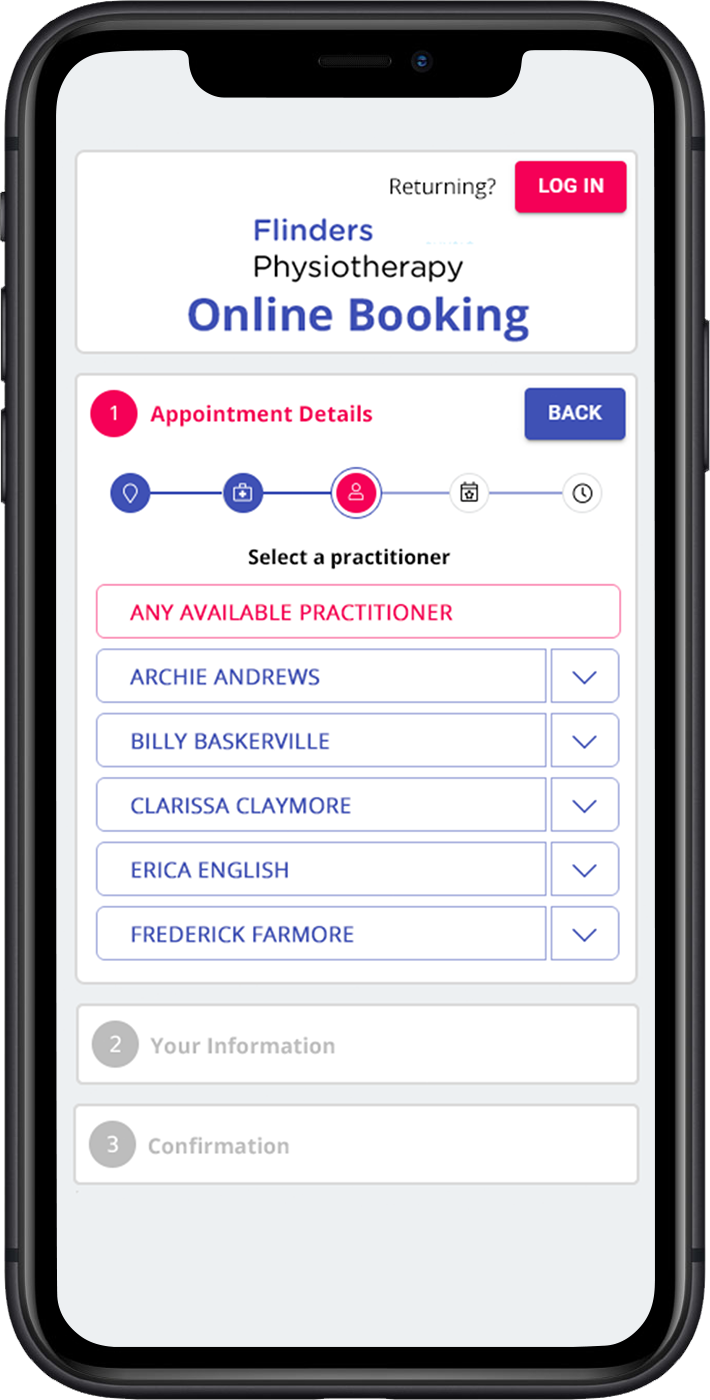 Returning? LOG IN
Flinders
Physiotherapy
Online Booking
1 Appointment Details BACK
Select a practitioner
ANY AVAILABLE PRACTITIONER
ARCHIE ANDREWS
BILLY BASKERVILLE
CLARISSA CLAYMORE
ERICA ENGLISH
FREDERICK FARMORE
2 Your Information
3 Confirmation